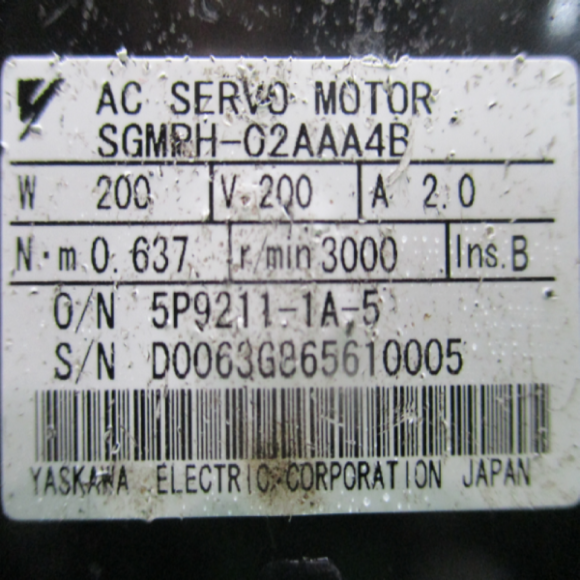 AC SERVO MOTOR
SGMPH-02AAA4B
W 200 V 200 A 2.0
N·m 0.637 r/min 3000 Ins.B
O/N 5P9211-1A-5
S/N D0063G865610005
YASKAWA ELECTRIC CORPORATION JAPAN